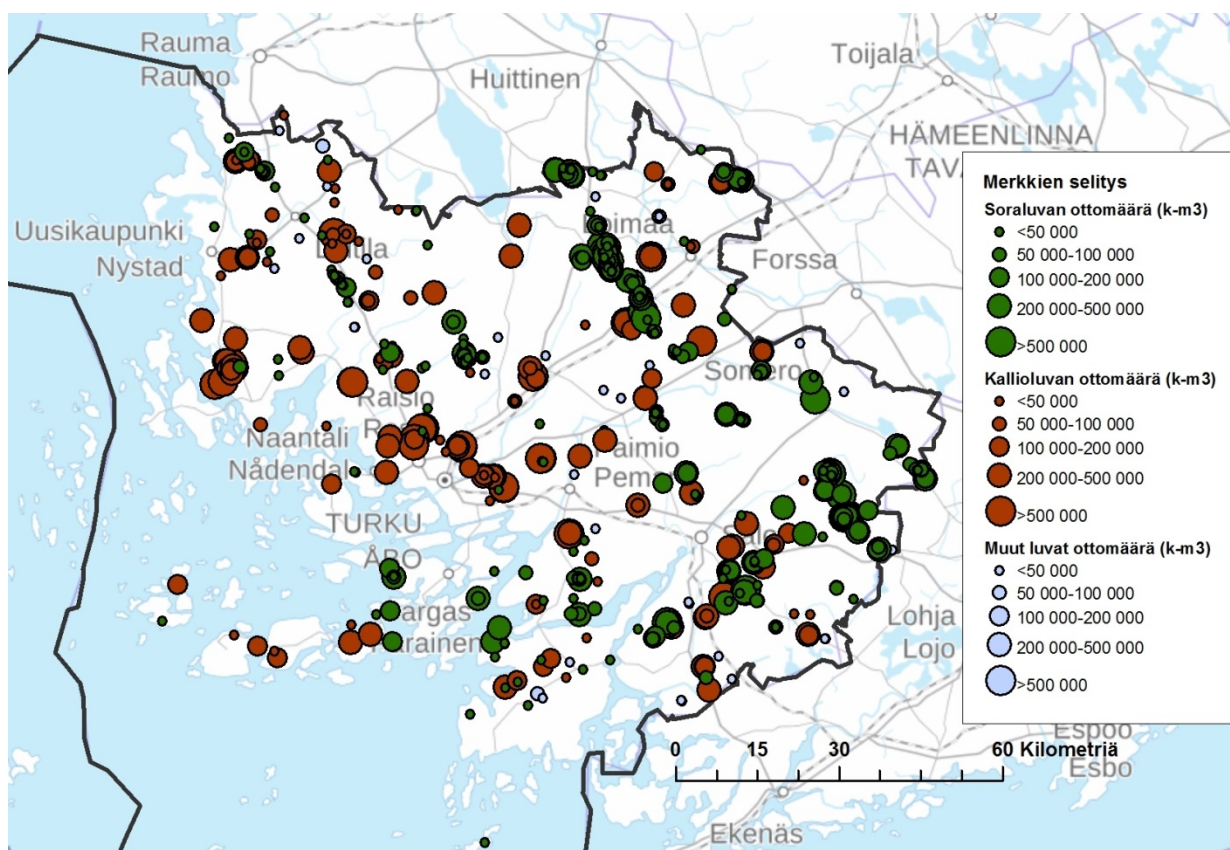 Rauma
Raumo
Huittinen
Toijala
HÄMEENLINNA
TAVA
Uusikaupunki
Nystad
Laitila
Loimaa
Forssa
Somero
Raisio
Naantali
Nådendal
Paimio
Pemar
TURKU
ÅBO
Salo
Pargas
Parainen
Lohja
Lojo
Espoo
Esbo
Ekenäs
Merkkien selitys
Soraluvan ottomäärä (k-m3)
<50 000
50 000-100 000
100 000-200 000
200 000-500 000
>500 000
Kallioluvan ottomäärä (k-m3)
<50 000
50 000-100 000
100 000-200 000
200 000-500 000
>500 000
Muut luvat ottomäärä (k-m3)
<50 000
50 000-100 000
100 000-200 000
200 000-500 000
>500 000
0 15 30 60 Kilometriä